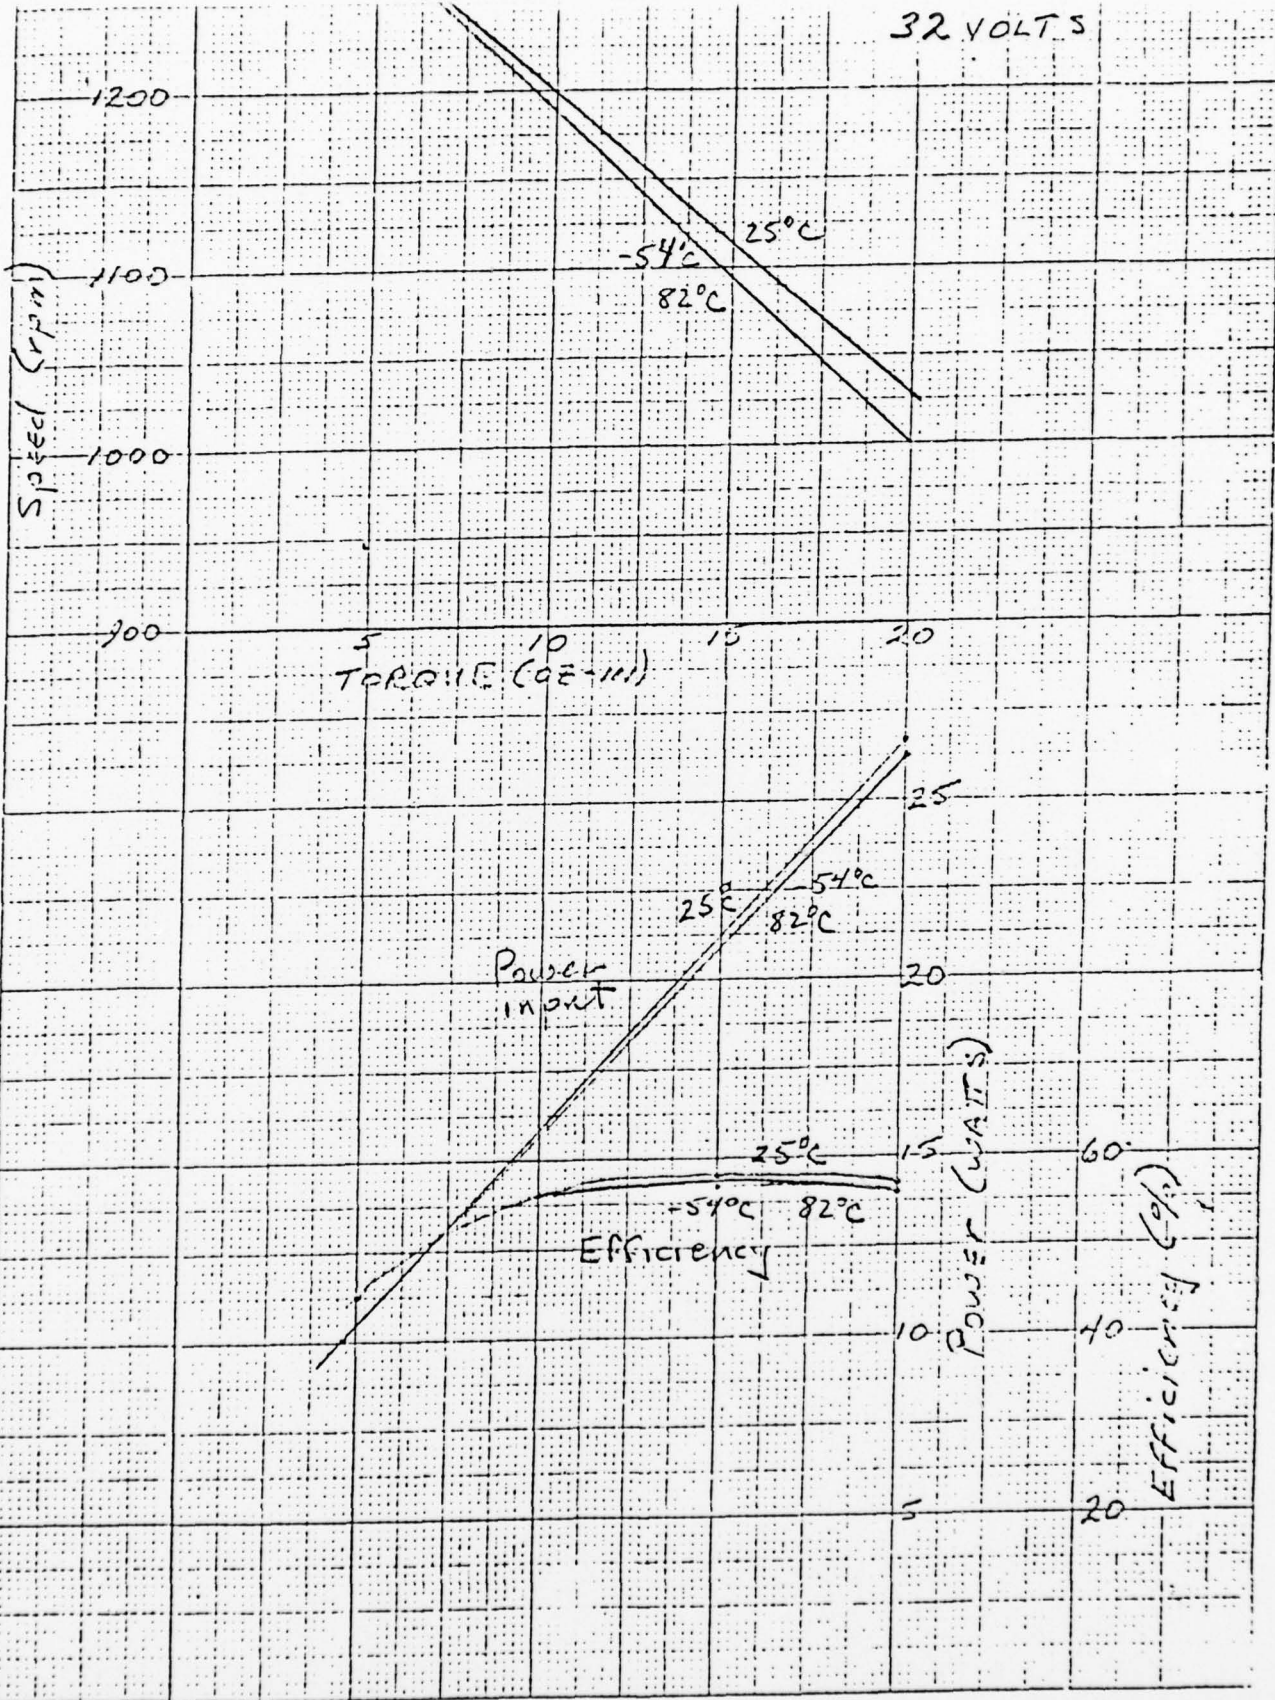 32 VOLTS
1200
25°C
-54°C
1100
82°C
Speed (rpm)
1000
900
5 10 15 20
TORQUE (OZ-IN)
25
25°C
-54°C
82°C
Power
input
20
25°C
15
60
-54°C 82°C
Efficiency
Power (WATTS)
10
40
Efficiency (%)
5
20